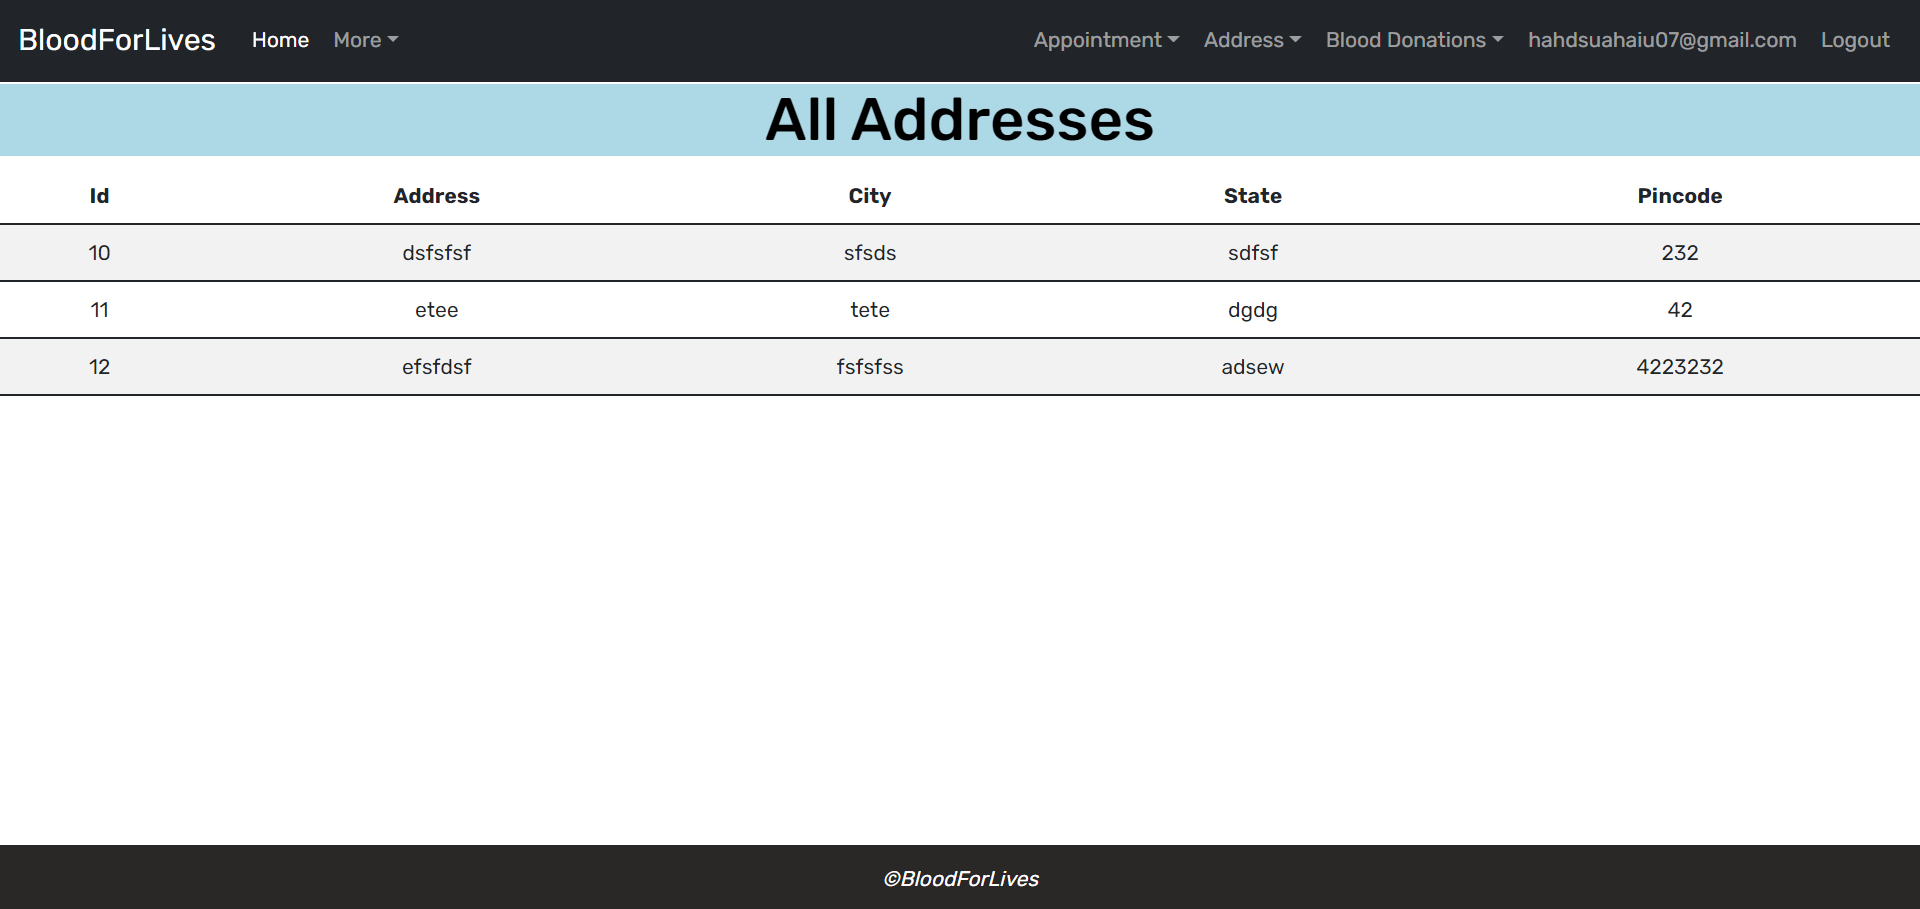 BloodForLives Home More Appointment Address Blood Donations hahdsuahaiu07@gmail.com Logout
All Addresses
Id Address City State Pincode
10 dsfsfsf sfsds sdfsf 232
11 etee tete dgdg 42
12 efsfdsf fsfsfss adsew 4223232
©BloodForLives